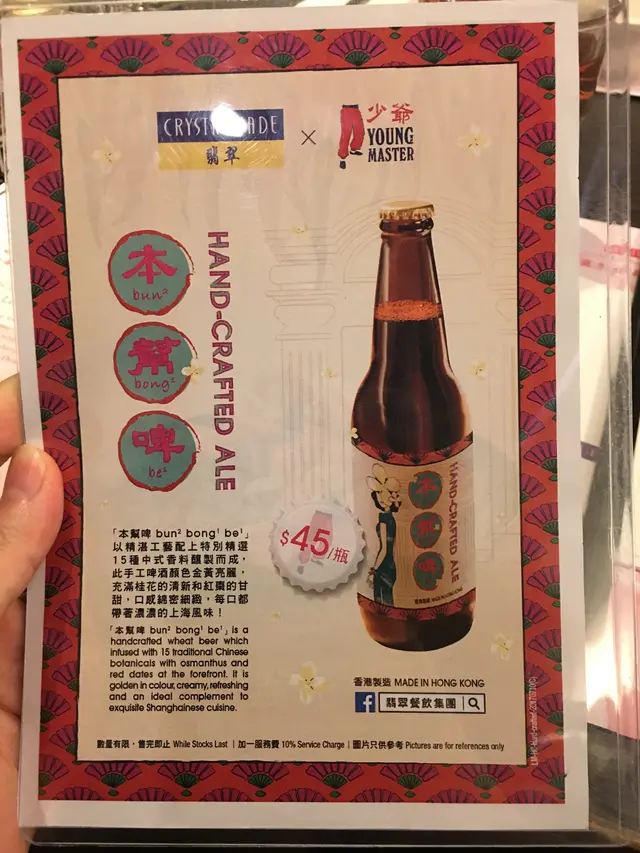 CRYSTAL JADE
翡翠
×
少爺
YOUNG
MASTER
本
bun²
幫
bong¹
啤
be¹
HAND-CRAFTED ALE
本
幫
啤
HAND-CRAFTED ALE
$45/瓶
「本幫啤 bun² bong¹ be¹」
以精湛工藝配上特別精選
15種中式香料釀製而成，
此手工啤酒顏色金黃亮麗，
充滿桂花的清新和紅棗的甘
甜，口感綿密細緻，每口都
帶著濃濃的上海風味！
「本幫啤 bun² bong¹ be¹」is a
handcrafted wheat beer which
infused with 15 traditional Chinese
botanicals with osmanthus and
red dates at the forefront. It is
golden in colour, creamy, refreshing
and an ideal complement to
exquisite Shanghainese cuisine.
香港製造 MADE IN HONG KONG
f 翡翠餐飲集團
數量有限，售完即止 While Stocks Last | 加一服務費 10% Service Charge | 圖片只供參考 Pictures are for references only